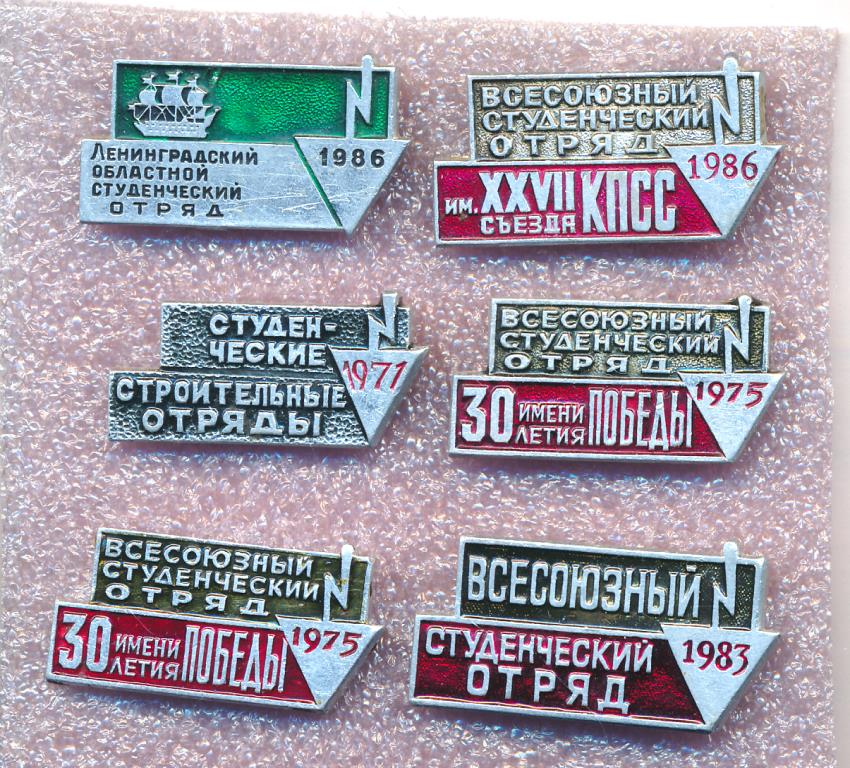 ЛЕНИНГРАДСКИЙ
ОБЛАСТНОЙ
СТУДЕНЧЕСКИЙ
ОТРЯД
1986
ВСЕСОЮЗНЫЙ
СТУДЕНЧЕСКИЙ
ОТРЯД
1986
ИМ. XXVII
СЪЕЗДА КПСС
СТУДЕН-
ЧЕСКИЕ
1971
СТРОИТЕЛЬНЫЕ
ОТРЯДЫ
ВСЕСОЮЗНЫЙ
СТУДЕНЧЕСКИЙ
ОТРЯД
1975
30 ИМЕНИ
ЛЕТИЯ ПОБЕДЫ
ВСЕСОЮЗНЫЙ
СТУДЕНЧЕСКИЙ
ОТРЯД
1975
30 ИМЕНИ
ЛЕТИЯ ПОБЕДЫ
ВСЕСОЮЗНЫЙ
СТУДЕНЧЕСКИЙ
ОТРЯД
1983